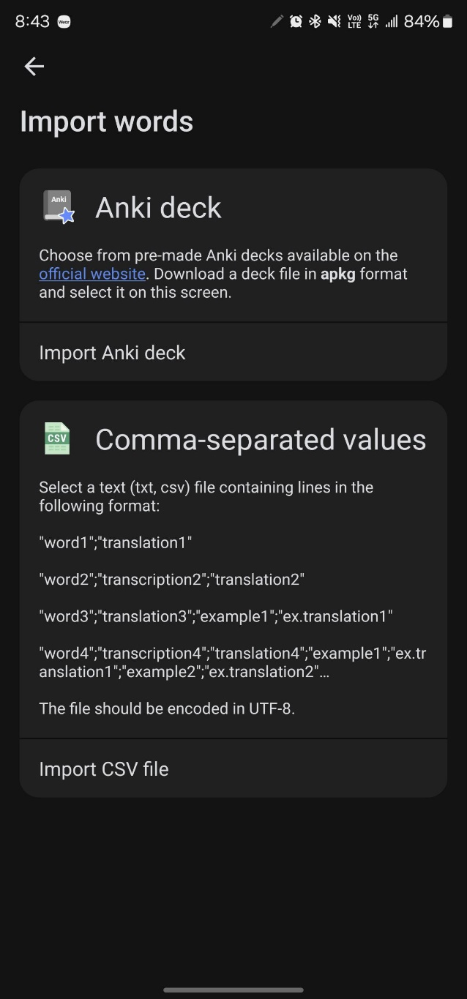 8:43 Wear Vo)) LTE 5G 84%
Import words
Anki
Anki deck
Choose from pre-made Anki decks available on the
official website. Download a deck file in apkg format
and select it on this screen.
Import Anki deck
CSV
Comma-separated values
Select a text (txt, csv) file containing lines in the
following format:
"word1";"translation1"
"word2";"transcription2";"translation2"
"word3";"translation3";"example1";"ex.translation1"
"word4";"transcription4";"translation4";"example1";"ex.tr
anslation1";"example2";"ex.translation2"...
The file should be encoded in UTF-8.
Import CSV file